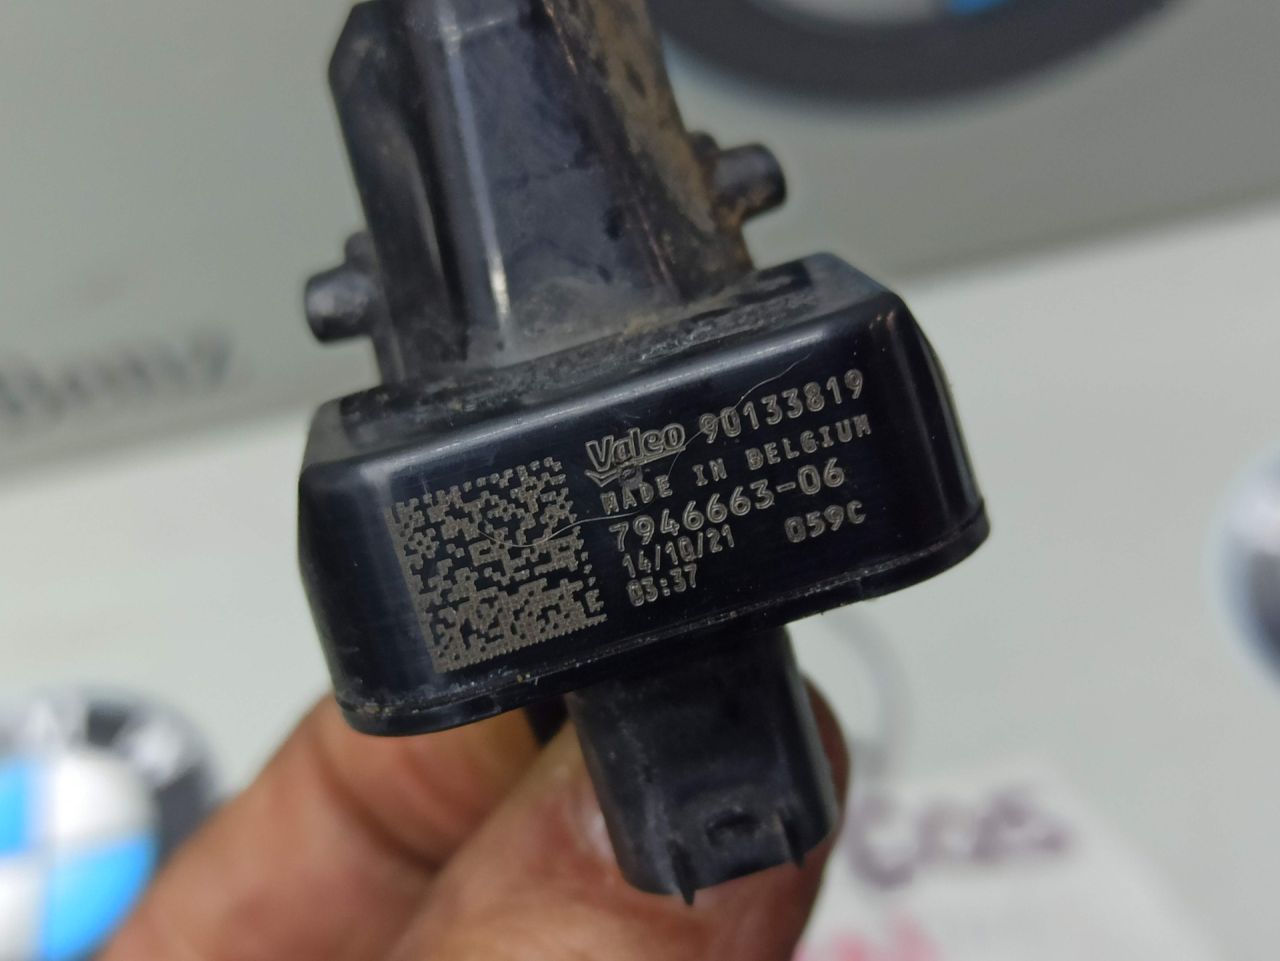 Valeo 90133819
MADE IN BELGIUM
7946663-06
14/10/21 059C
03:37
E